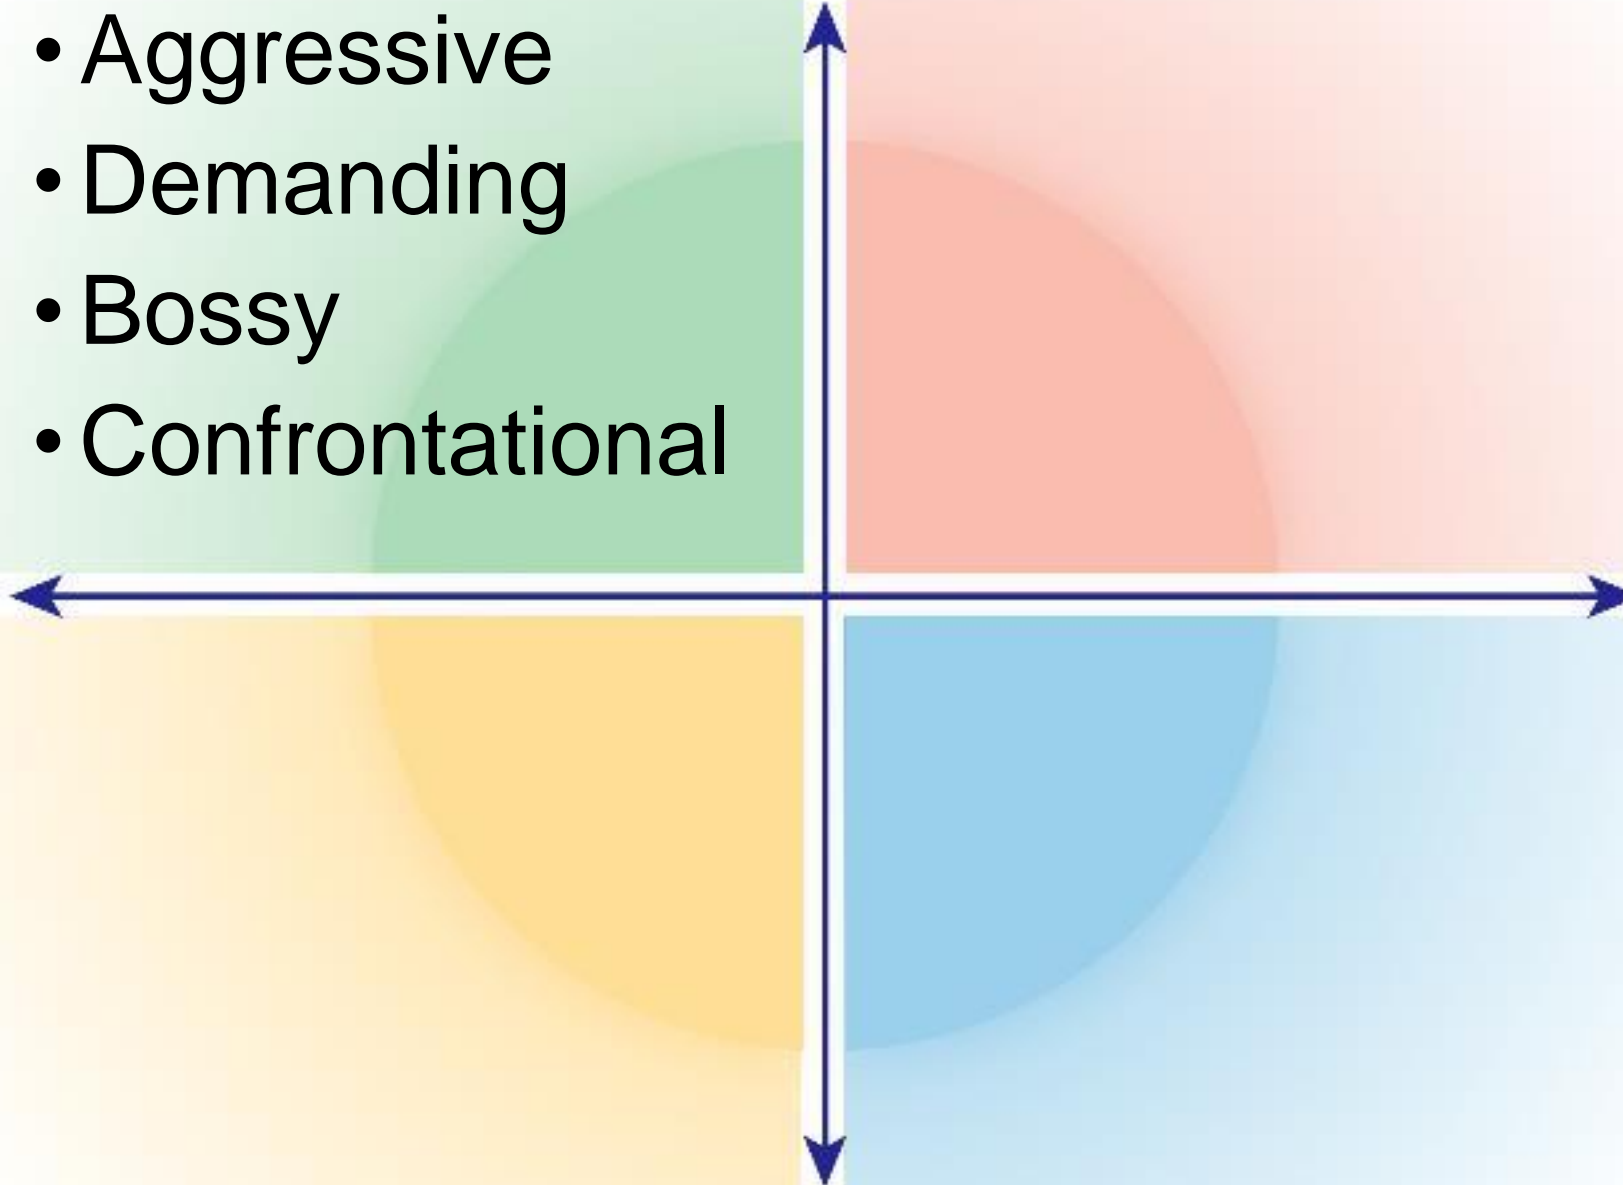 • Aggressive
• Demanding
• Bossy
• Confrontational